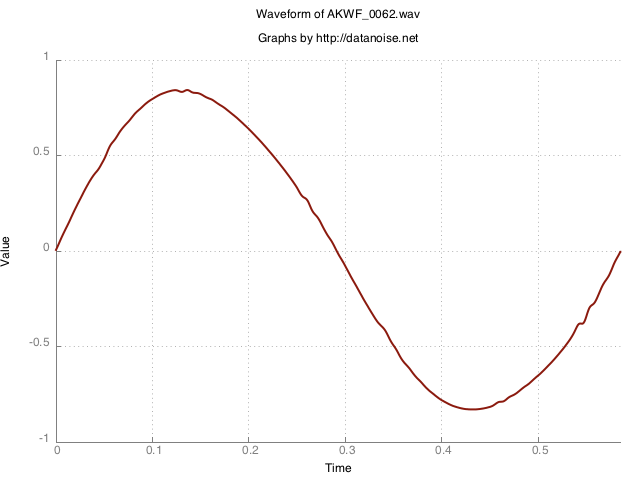 Waveform of AKWF_0062.wav
Graphs by http://datanoise.net
1
0.5
0
-0.5
-1
Value
0 0.1 0.2 0.3 0.4 0.5
Time